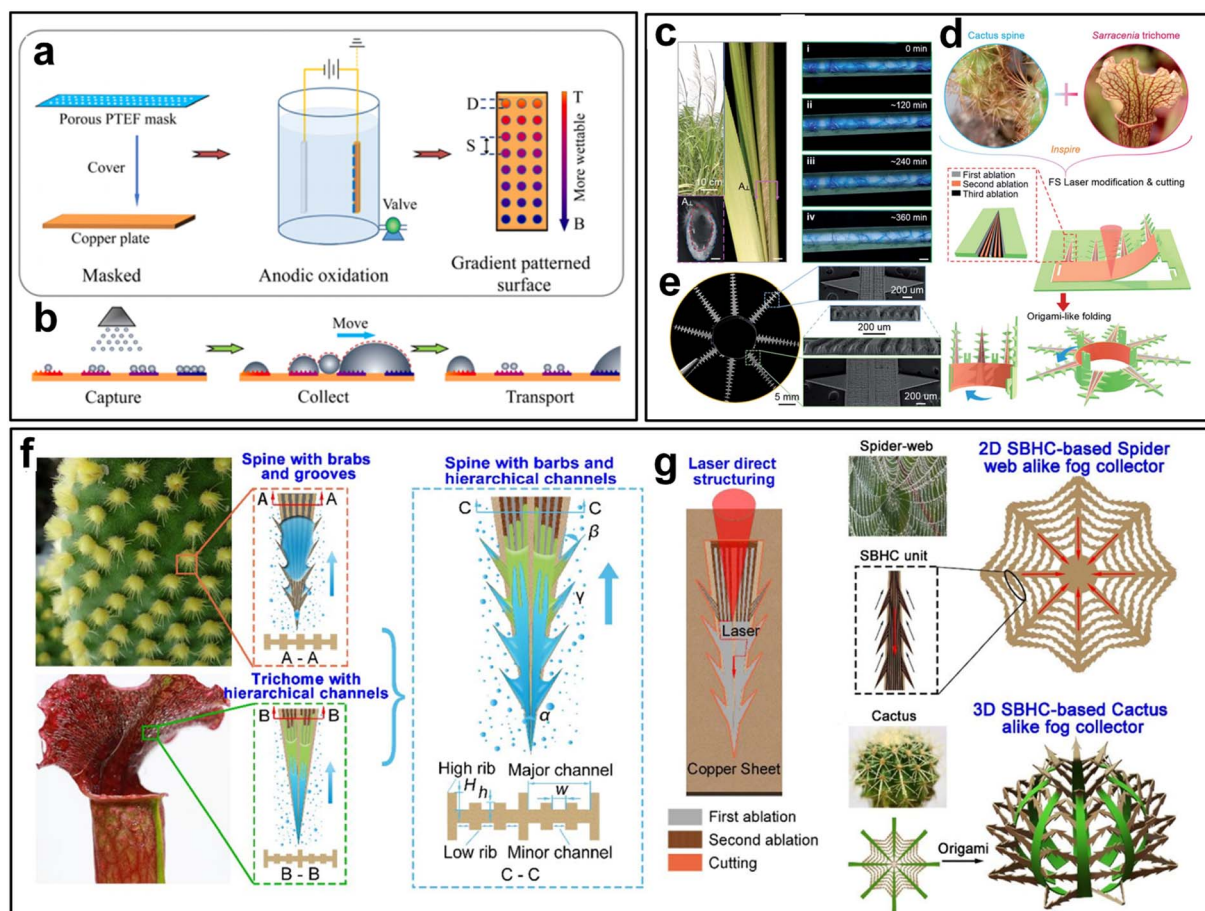 a
Porous PTEF mask
Cover
Copper plate
Masked
Valve
Anodic oxidation
D
S
T
More wettable
B
Gradient patterned
surface
b
Capture
Move
Collect
Transport
c
10 cm
A⊥
A⊥
i
0 min
ii
~120 min
iii
~240 min
iv
~360 min
d
Cactus spine
Sarracenia trichome
Inspire
FS Laser modification & cutting
First ablation
Second ablation
Third ablation
Origami-like folding
e
5 mm
200 um
200 um
200 um
f
Spine with brabs
and grooves
A A
A - A
Trichome with
hierarchical channels
B B
B - B
Spine with barbs and
hierarchical channels
C C
β
γ
α
High rib
Major channel
H
h
w
Low rib
Minor channel
C - C
g
Laser direct
structuring
Laser
Copper Sheet
First ablation
Second ablation
Cutting
Spider-web
2D SBHC-based Spider
web alike fog collector
SBHC unit
Cactus
3D SBHC-based Cactus
alike fog collector
Origami